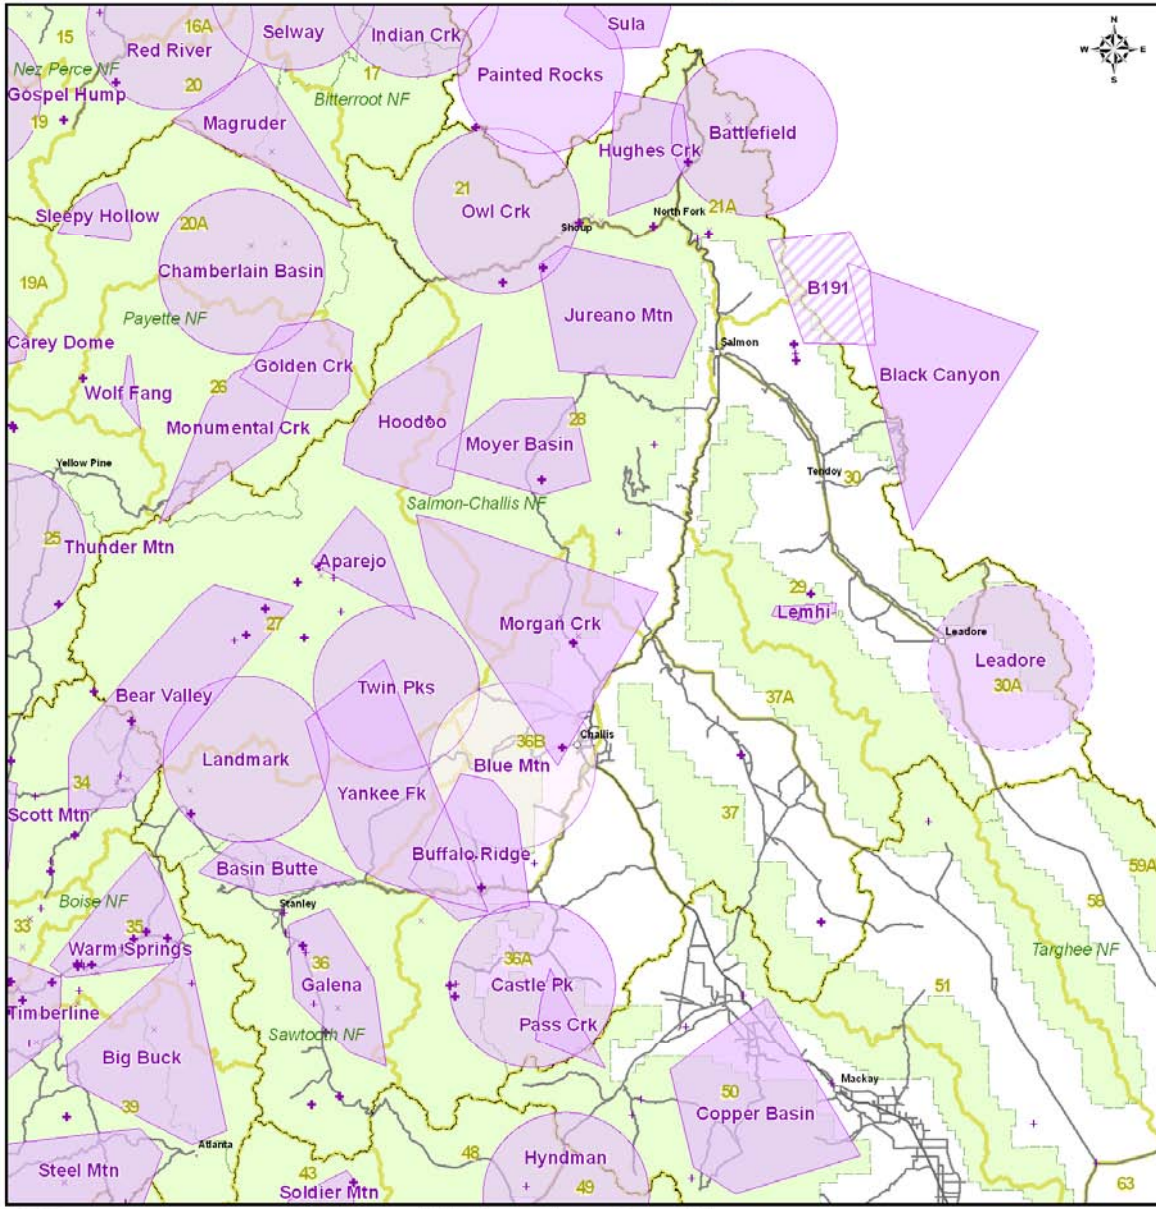 Sula
N
W E
S
15
16A
Selway
Indian Crk
Red River
Nez Perce NF
17
Painted Rocks
20
Gospel Hump
Bitterroot NF
19
Magruder
Battlefield
Hughes Crk
21
Sleepy Hollow
20A
Owl Crk
North Fork
21A
Shoup
Chamberlain Basin
19A
B191
Payette NF
Jureano Mtn
Carey Dome
Salmon
Golden Crk
Black Canyon
Wolf Fang
26
Monumental Crk
Hoodoo
28
Moyer Basin
Yellow Pine
Tendoy
30
Salmon-Challis NF
25
Thunder Mtn
Aparejo
29
Lemhi
27
Morgan Crk
Leadore
Leadore
30A
Twin Pks
Bear Valley
37A
36B
Challis
Landmark
Blue Mtn
34
Yankee Fk
Scott Mtn
37
Buffalo Ridge
Basin Butte
59A
Boise NF
Stanley
58
33
35
Warm Springs
Targhee NF
36
36A
Galena
Castle Pk
51
Timberline
Pass Crk
Sawtooth NF
Big Buck
Mackay
50
39
Copper Basin
Atlanta
48
Hyndman
Steel Mtn
43
Soldier Mtn
49
63